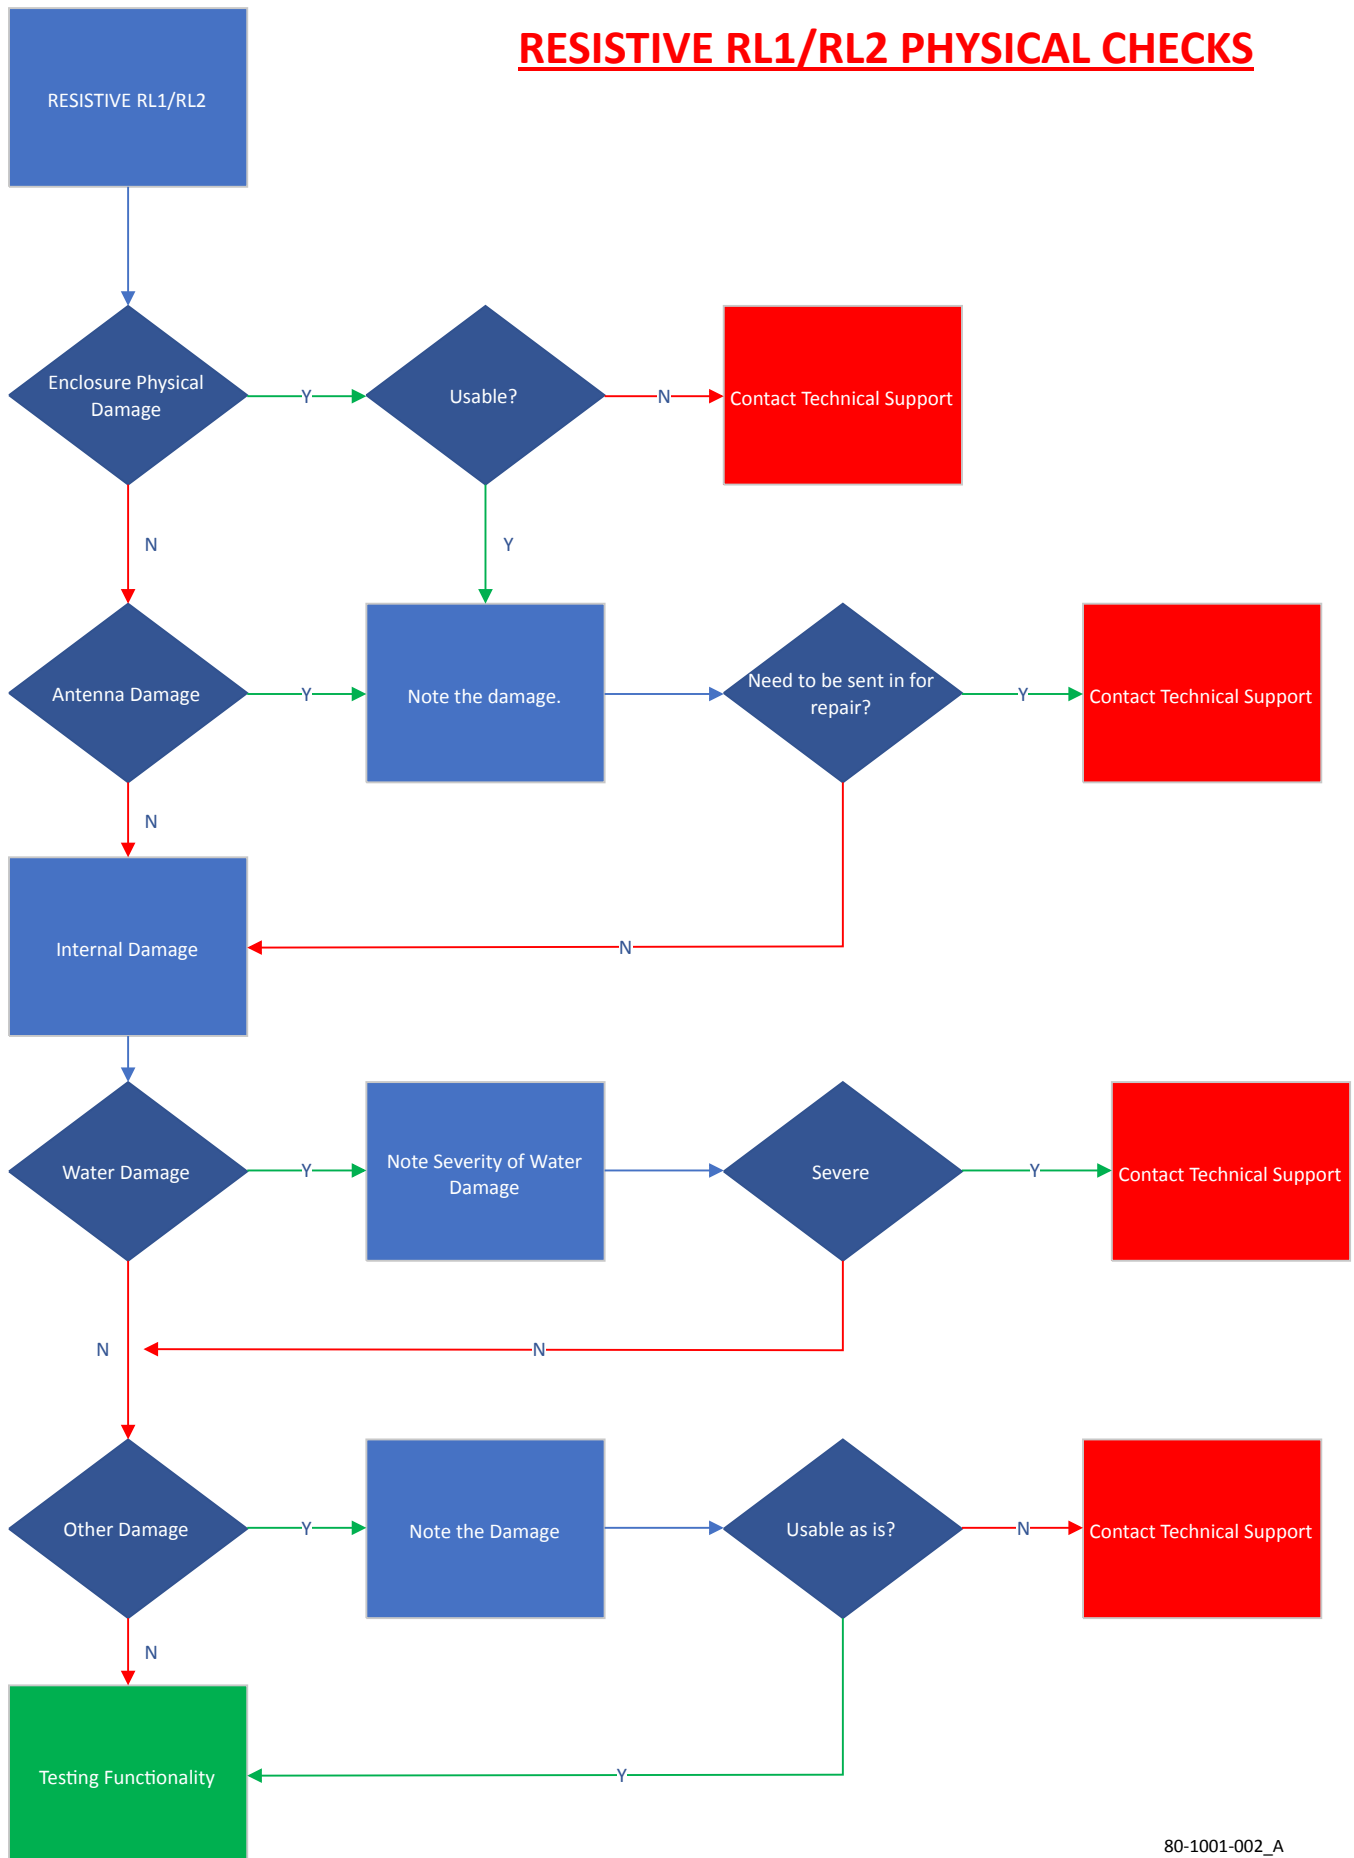 RESISTIVE RL1/RL2 PHYSICAL CHECKS
RESISTIVE RL1/RL2
Enclosure Physical
Damage
Y
Usable?
N
Contact Technical Support
N
Y
Antenna Damage
Y
Note the damage.
Need to be sent in for
repair?
Y
Contact Technical Support
N
Internal Damage
N
Water Damage
Y
Note Severity of Water
Damage
Severe
Y
Contact Technical Support
N
N
Other Damage
Y
Note the Damage
Usable as is?
N
Contact Technical Support
N
Testing Functionality
Y
80-1001-002_A